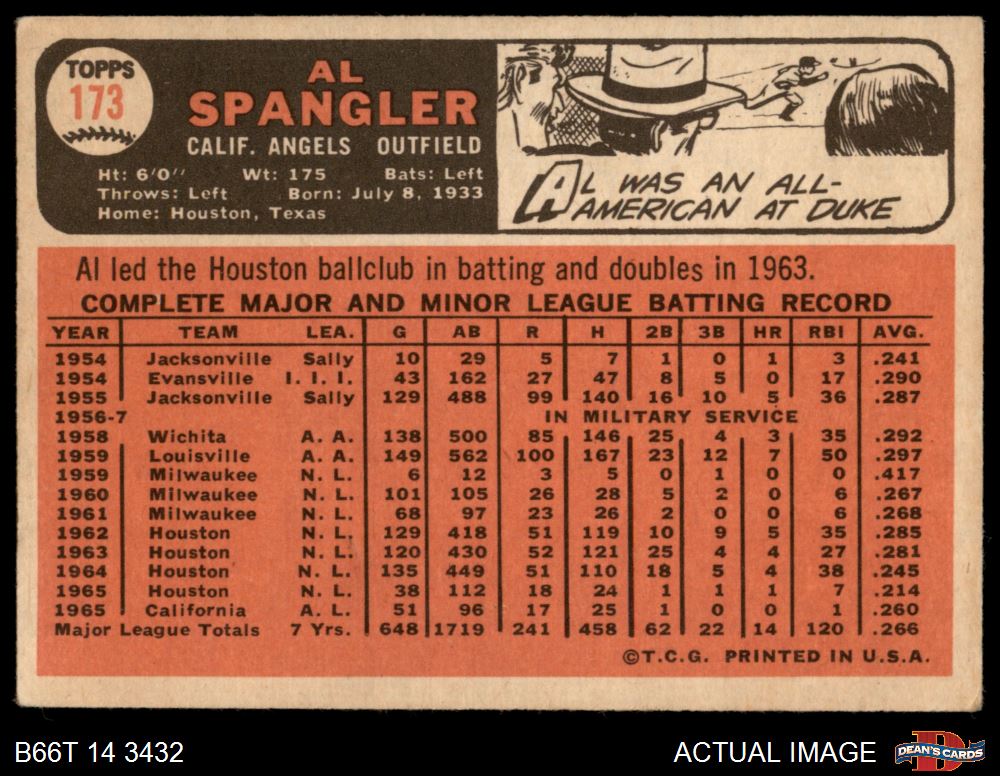 TOPPS
173
AL
SPANGLER
CALIF. ANGELS OUTFIELD
Ht: 6'0" Wt: 175 Bats: Left
Throws: Left Born: July 8, 1933
Home: Houston, Texas
AL WAS AN ALL-
AMERICAN AT DUKE
Al led the Houston ballclub in batting and doubles in 1963.
COMPLETE MAJOR AND MINOR LEAGUE BATTING RECORD
YEAR TEAM LEA. G AB R H 2B 3B HR RBI AVG.
1954 Jacksonville Sally 10 29 5 7 1 0 1 3 .241
1954 Evansville I. I. I. 43 162 27 47 8 5 0 17 .290
1955 Jacksonville Sally 129 488 99 140 16 10 5 36 .287
1956-7 IN MILITARY SERVICE
1958 Wichita A. A. 138 500 85 146 25 4 3 35 .292
1959 Louisville A. A. 149 562 100 167 23 12 7 50 .297
1959 Milwaukee N. L. 6 12 3 5 0 1 0 0 .417
1960 Milwaukee N. L. 101 105 26 28 5 2 0 6 .267
1961 Milwaukee N. L. 68 97 23 26 2 0 0 6 .268
1962 Houston N. L. 129 418 51 119 10 9 5 35 .285
1963 Houston N. L. 120 430 52 121 25 4 4 27 .281
1964 Houston N. L. 135 449 51 110 18 5 4 38 .245
1965 Houston N. L. 38 112 18 24 1 1 1 7 .214
1965 California A. L. 51 96 17 25 1 0 0 1 .260
Major League Totals 7 Yrs. 648 1719 241 458 62 22 14 120 .266
©T.C.G. PRINTED IN U.S.A.
B66T 14 3432
ACTUAL IMAGE
DEAN'S CARDS